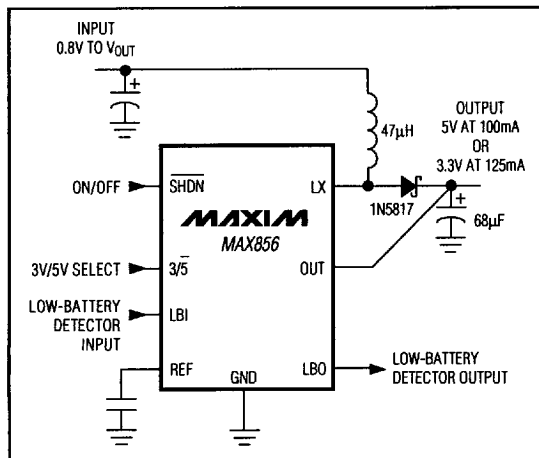 INPUT
0.8V TO VOUT
47µH
OUTPUT
5V AT 100mA
OR
3.3V AT 125mA
ON/OFF
SHDN
LX
1N5817
68µF
MAXIM
MAX856
3V/5V SELECT
3/5
OUT
LOW-BATTERY
DETECTOR
INPUT
LBI
REF
GND
LBO
LOW-BATTERY
DETECTOR OUTPUT